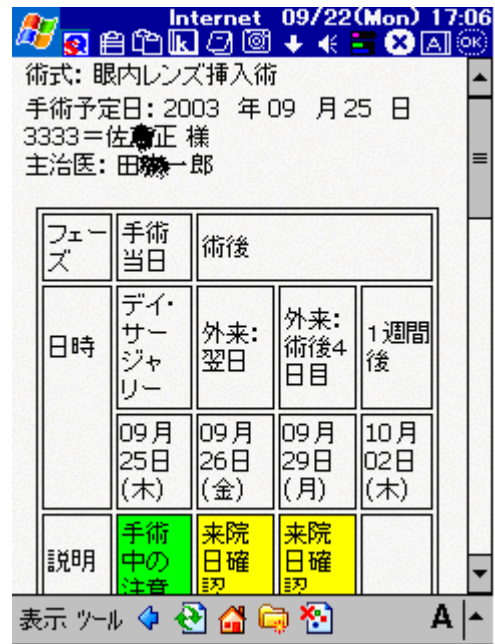 Internet 09/22(Mon) 17:06
術式: 眼内レンズ挿入術
手術予定日: 2003 年 09 月 25 日
3333=佐 正 様
主治医: 田 一郎
フェーズ 手術当日 術後
日時 デイ・サージャリー 外来:翌日 外来:術後4日目 1週間後
09月25日(木) 09月26日(金) 09月29日(月) 10月02日(木)
説明 手術中の注意 来院日確認 来院日確認
表示 ツール A